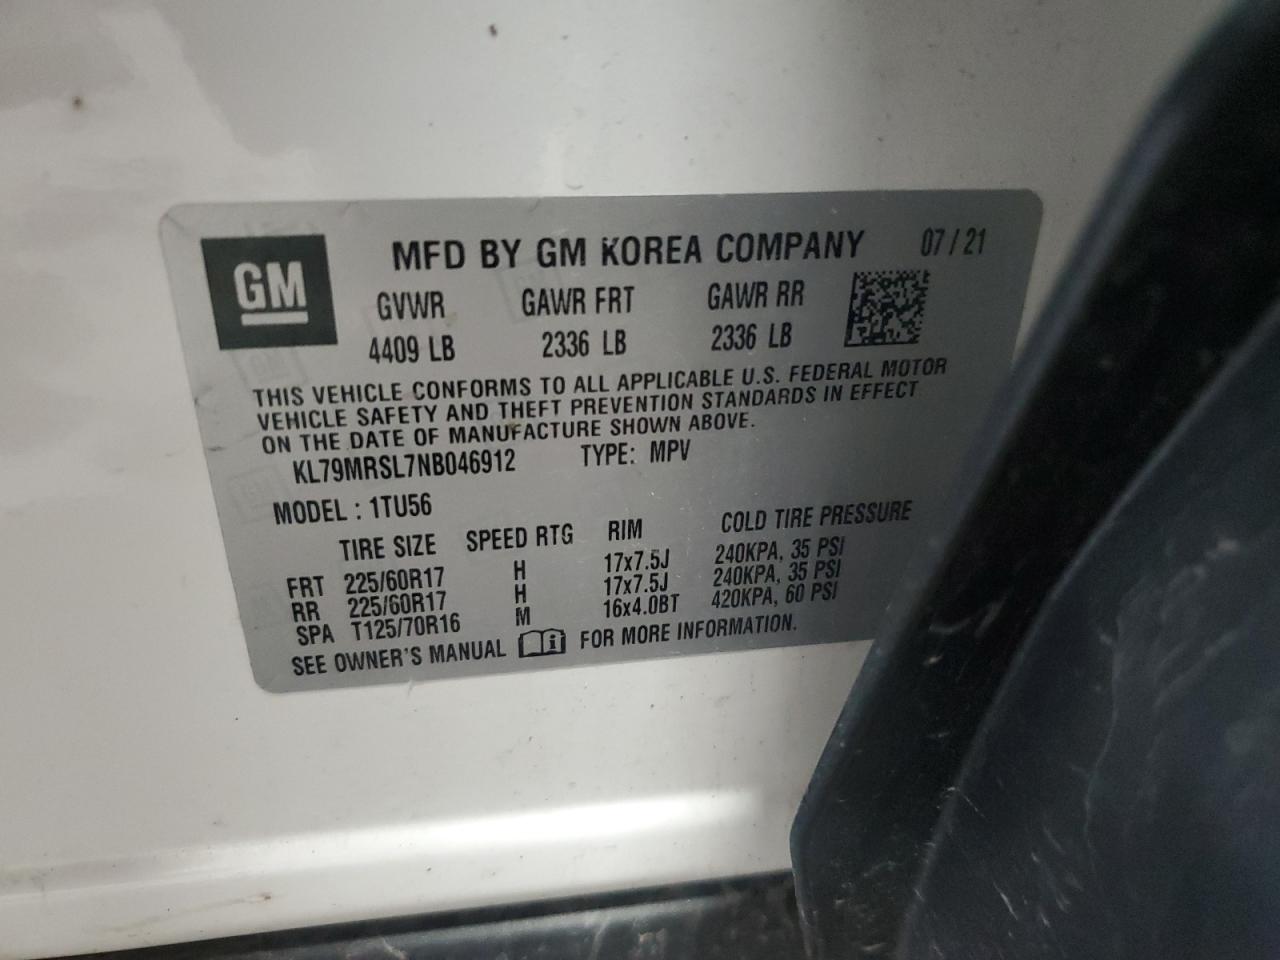 GM
MFD BY GM KOREA COMPANY 07/21
GVWR GAWR FRT GAWR RR
4409 LB 2336 LB 2336 LB
THIS VEHICLE CONFORMS TO ALL APPLICABLE U.S. FEDERAL MOTOR
VEHICLE SAFETY AND THEFT PREVENTION STANDARDS IN EFFECT
ON THE DATE OF MANUFACTURE SHOWN ABOVE.
KL79MRSL7NB046912 TYPE: MPV
MODEL : 1TU56
TIRE SIZE SPEED RTG RIM COLD TIRE PRESSURE
FRT 225/60R17 H 17x7.5J 240KPA, 35 PSI
RR 225/60R17 H 17x7.5J 240KPA, 35 PSI
SPA T125/70R16 M 16x4.0BT 420KPA, 60 PSI
SEE OWNER'S MANUAL i FOR MORE INFORMATION.